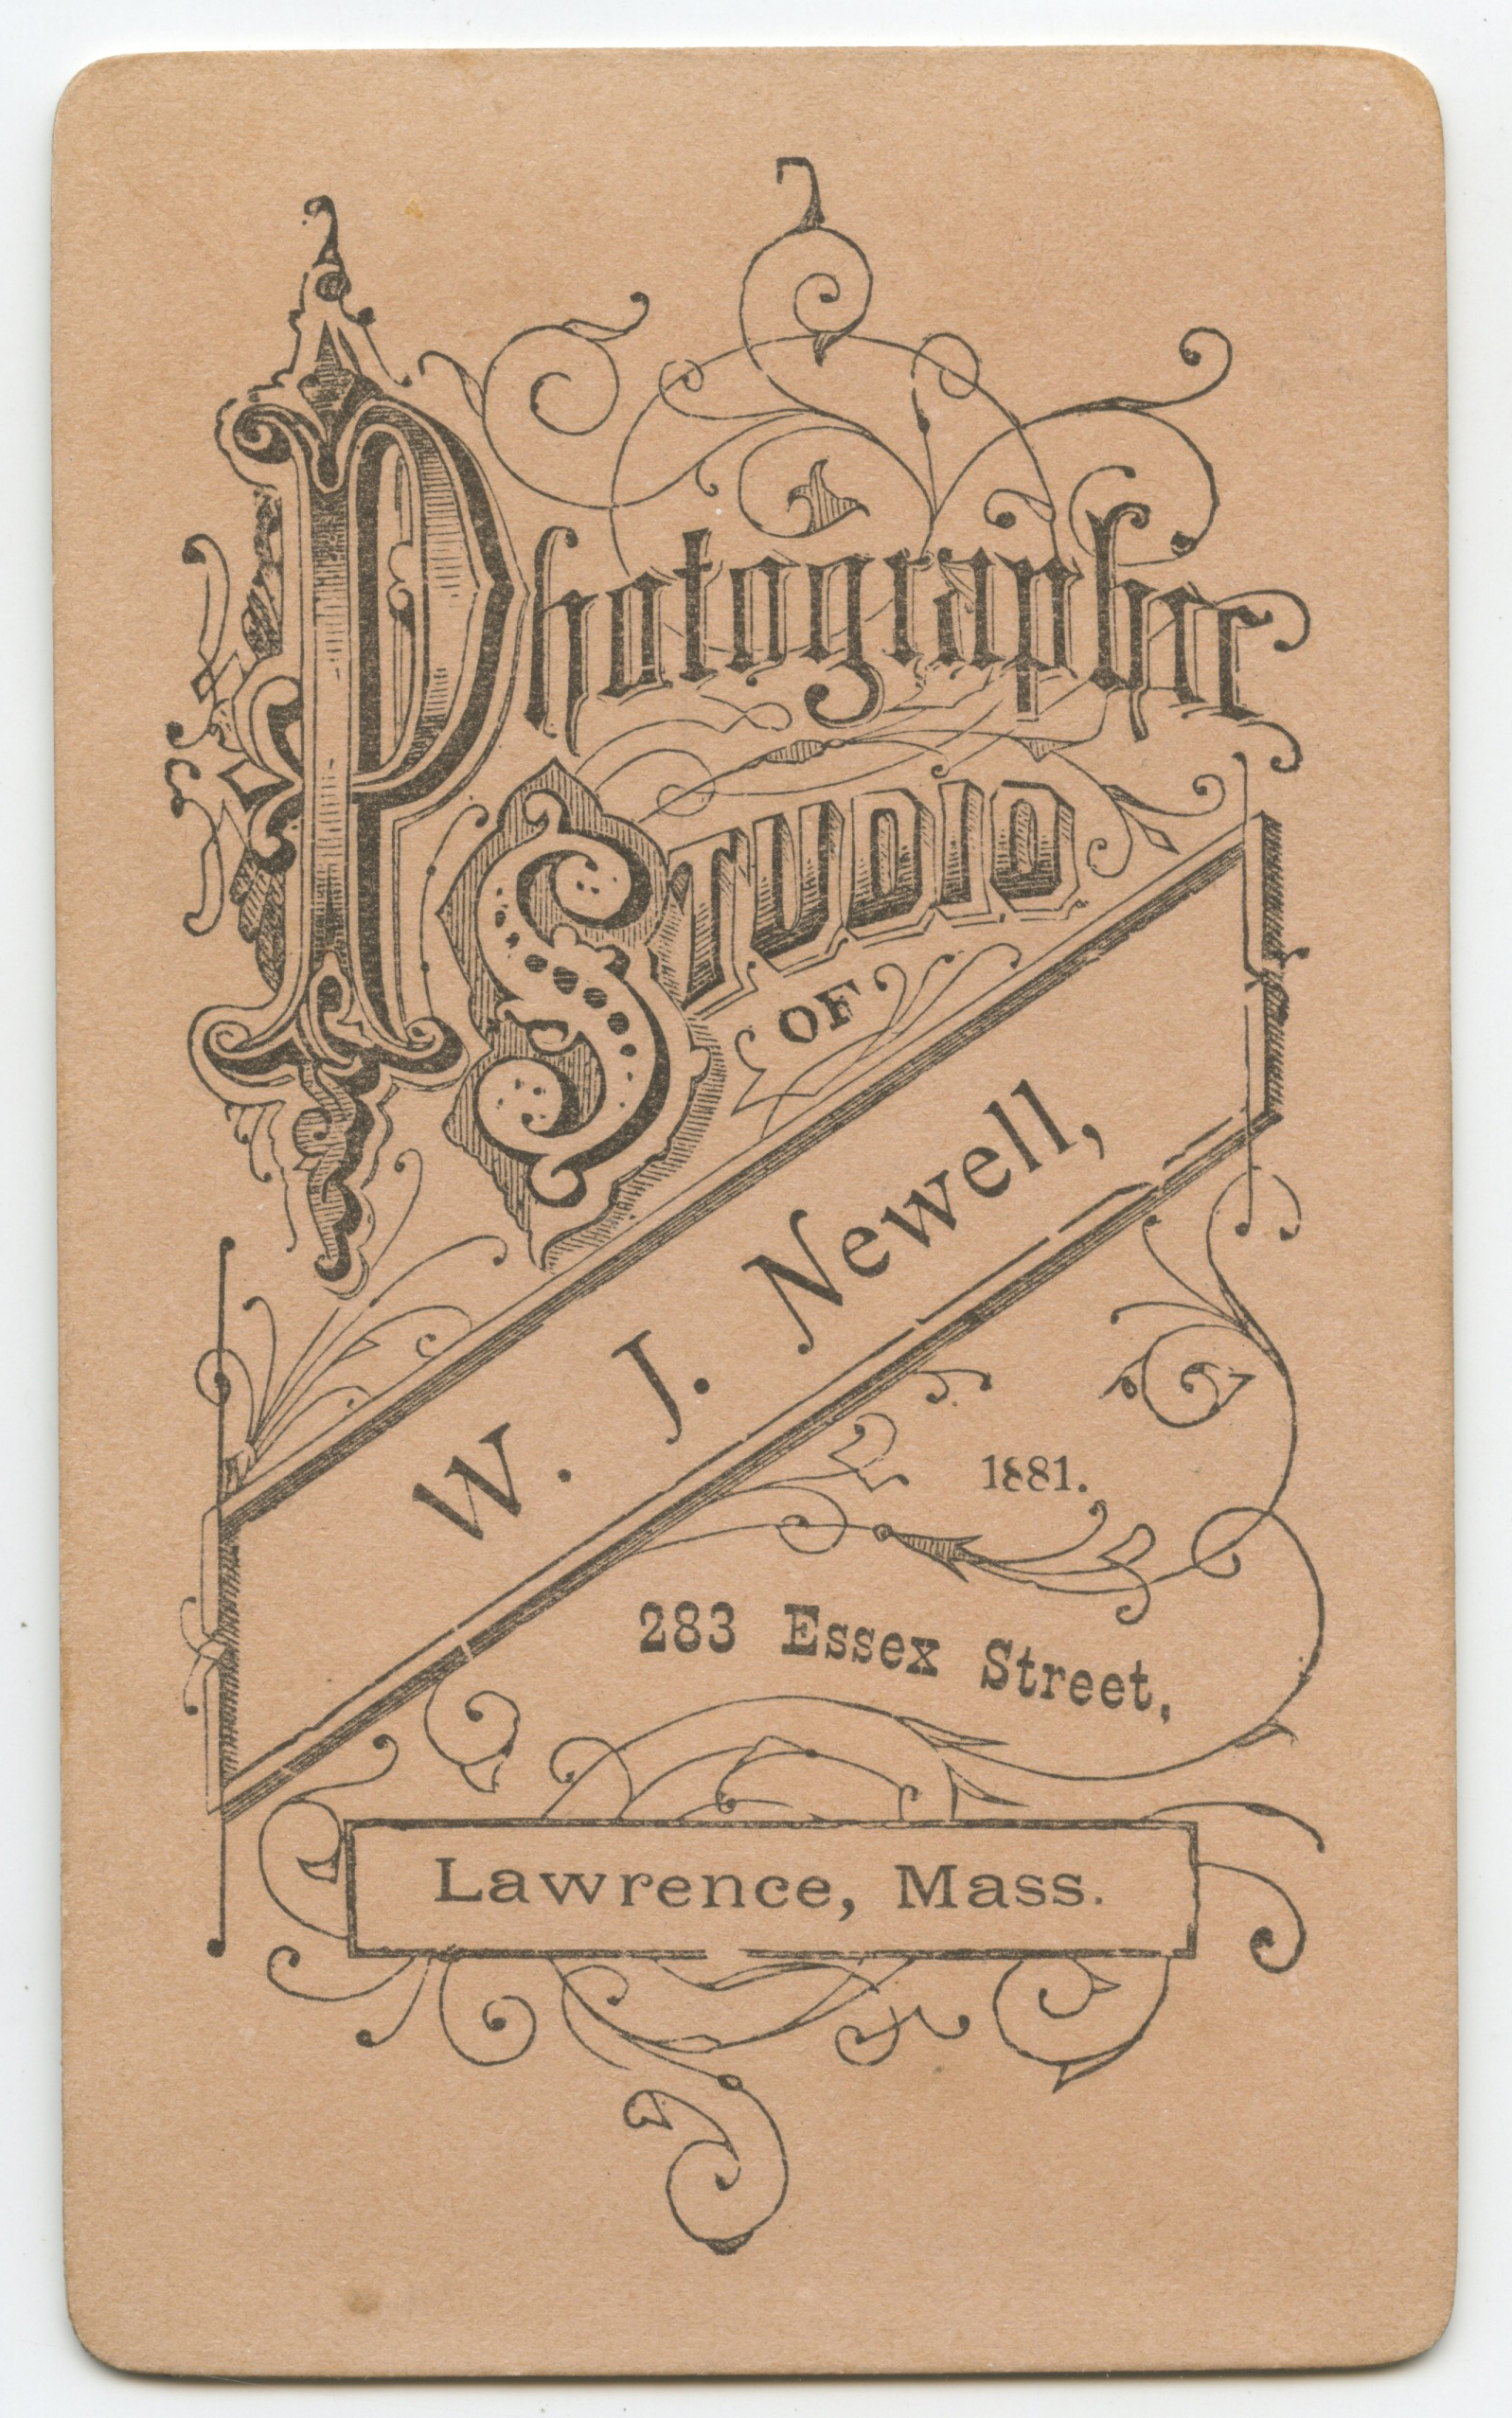 Photographic
STUDIO
OF
W. J. Newell,
1881.
283 Essex Street,
Lawrence, Mass.